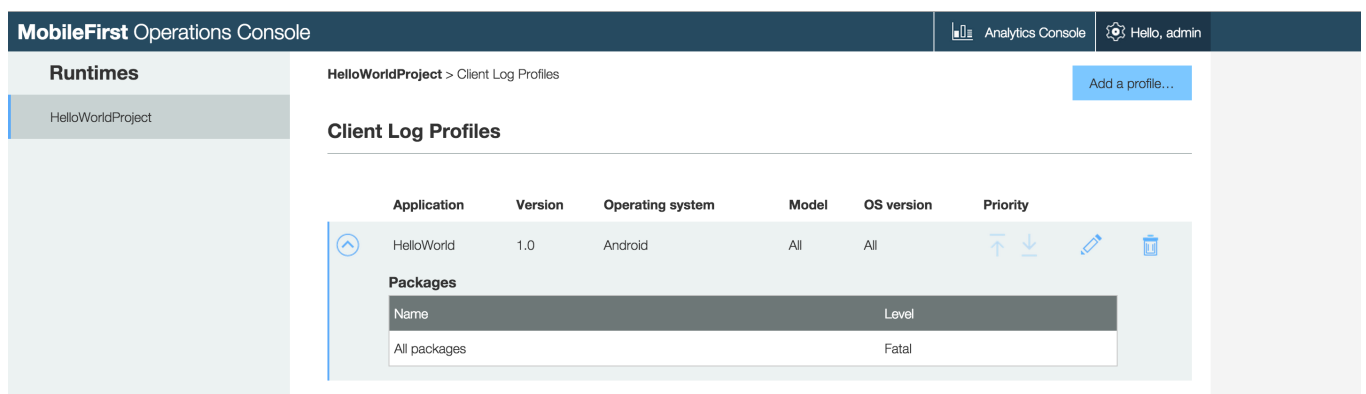 MobileFirst Operations Console
Analytics Console
Hello, admin
Runtimes
HelloWorldProject
HelloWorldProject > Client Log Profiles
Add a profile...
Client Log Profiles
Application Version Operating system Model OS version Priority
HelloWorld 1.0 Android All All
Packages
Name Level
All packages Fatal